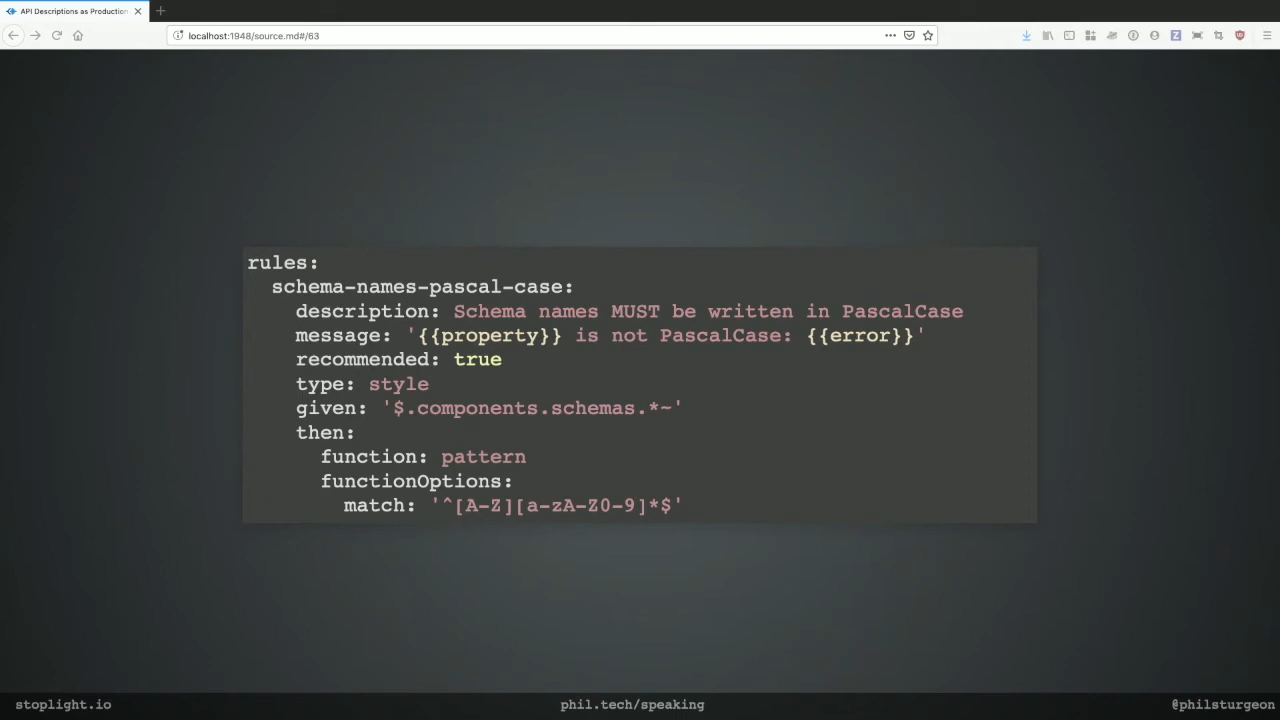 API Descriptions as Production
localhost:1948/source.md#/63
rules:
  schema-names-pascal-case:
    description: Schema names MUST be written in PascalCase
    message: '{{property}} is not PascalCase: {{error}}'
    recommended: true
    type: style
    given: '$.components.schemas.*~'
    then:
      function: pattern
      functionOptions:
        match: '^[A-Z][a-zA-Z0-9]*$'
stoplight.io
phil.tech/speaking
@philsturgeon